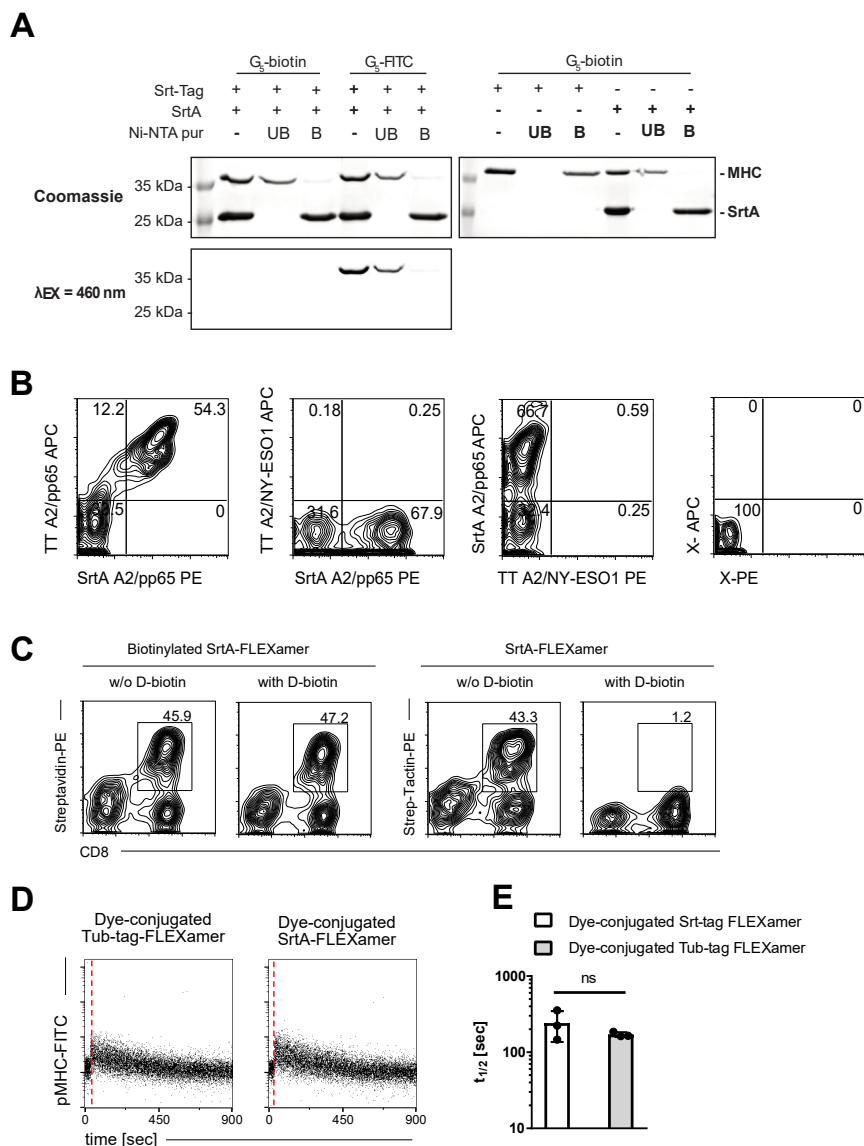 A
G5-biotin G5-FITC G5-biotin
Srt-Tag + + + + + + + + + - - -
SrtA + + + + + + - - - + + +
Ni-NTA pur - UB B - UB B - UB B - UB B
Coomassie 35 kDa - MHC
25 kDa - SrtA
λEX = 460 nm 35 kDa
25 kDa
B
TT A2/pp65 APC
12.2 54.3
0
SrtA A2/pp65 PE
TT A2/NY-ESO1 APC
0.18 0.25
31.6 67.9
SrtA A2/pp65 PE
SrtA A2/pp65 APC
66.7 0.59
0.25
TT A2/NY-ESO1 PE
X- APC
0 0
100 0
X-PE
C
Biotinylated SrtA-FLEXamer SrtA-FLEXamer
w/o D-biotin with D-biotin w/o D-biotin with D-biotin
Streptavidin-PE
45.9 47.2
Strep-Tactin-PE
43.3 1.2
CD8
D
Dye-conjugated
Tub-tag-FLEXamer
Dye-conjugated
SrtA-FLEXamer
pMHC-FITC
0 450 900 0 450 900
time [sec]
E
Dye-conjugated Srt-tag FLEXamer
Dye-conjugated Tub-tag FLEXamer
t1/2 [sec]
1000
100
10
ns